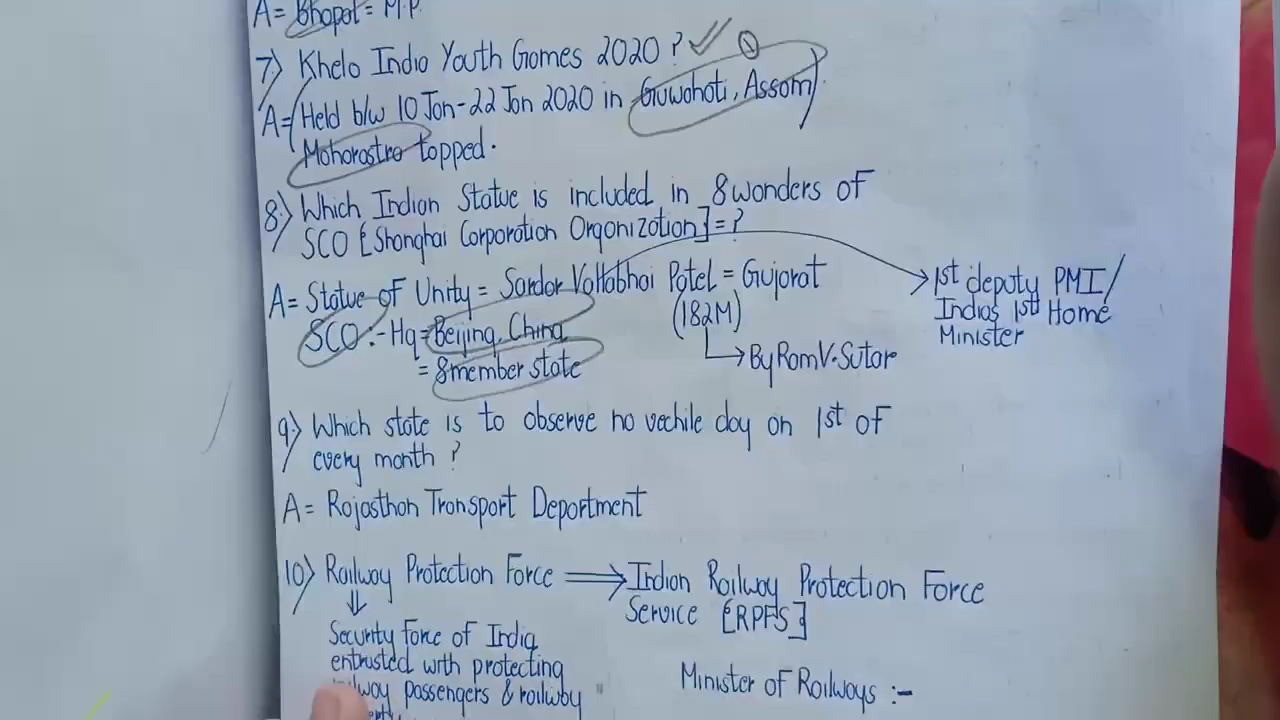 A= Bhopal = M.P.
7) Khelo India Youth Games 2020 ?
A= (Held b/w 10 Jan-22 Jan 2020 in Guwahati, Assam)
Maharastra topped.
8) Which Indian Statue is included in 8 wonders of
SCO [Shanghai Corporation Organization] = ?
A= Statue of Unity = Sardar Vallabhai Patel = Gujarat
(182M)
By Ram V. Sutar
1st deputy PMI/
Indias 1st Home
Minister
SCO :- Hq = Beijing, China
= 8 member state
9) Which state is to observe no vechile day on 1st of
every month ?
A= Rajasthan Transport Department
10) Railway Protection Force ⇒ Indian Railway Protection Force
Service [RPFS]
Security force of India
entrusted with protecting
railway passengers & railway
Minister of Railways :-